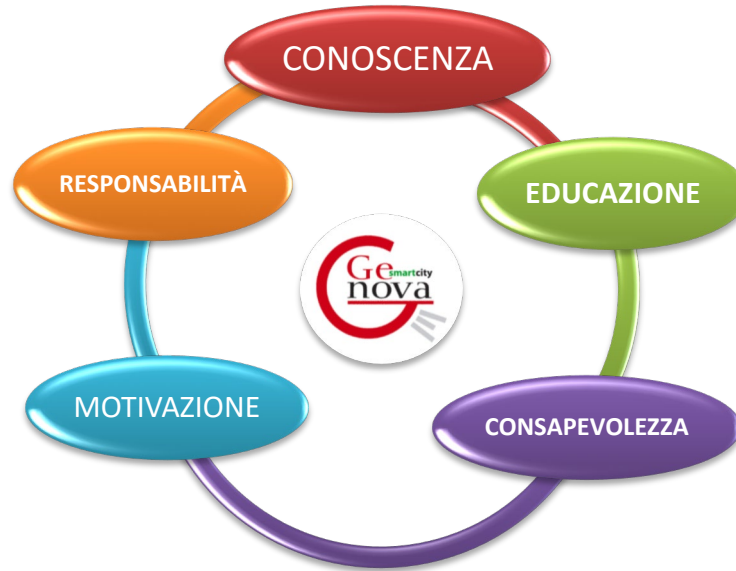 CONOSCENZA
RESPONSABILITÀ
EDUCAZIONE
Ge smartcity
nova
MOTIVAZIONE
CONSAPEVOLEZZA